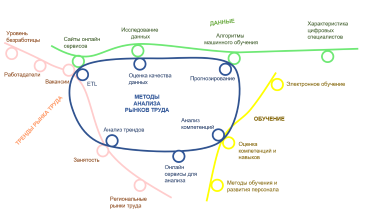 ДАННЫЕ
Уровень
безработицы
Сайты онлайн
сервисов
Исследование
данных
Алгоритмы
машинного обучения
Характеристика
цифровых
специалистов
Работодатели
Вакансии
ETL
Оценка качества
данных
Прогнозирование
Электронное обучение
МЕТОДЫ
АНАЛИЗА
РЫНКОВ ТРУДА
ТРЕНДЫ РЫНКА ТРУДА
ОБУЧЕНИЕ
Анализ трендов
Анализ
компетенций
Занятость
Онлайн
сервисы для
анализа
Оценка
компетенций и
навыков
Методы обучения и
развития персонала
Региональные
рынки труда